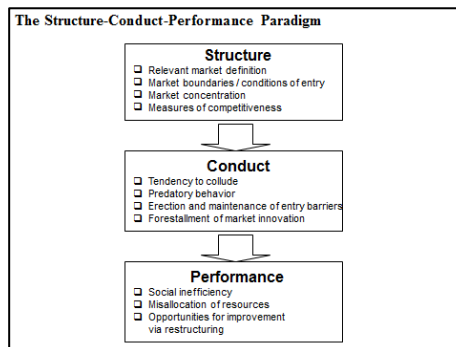 The Structure-Conduct-Performance Paradigm
Structure
❑ Relevant market definition
❑ Market boundaries / conditions of entry
❑ Market concentration
❑ Measures of competitiveness
Conduct
❑ Tendency to collude
❑ Predatory behavior
❑ Erection and maintenance of entry barriers
❑ Forestallment of market innovation
Performance
❑ Social inefficiency
❑ Misallocation of resources
❑ Opportunities for improvement
via restructuring